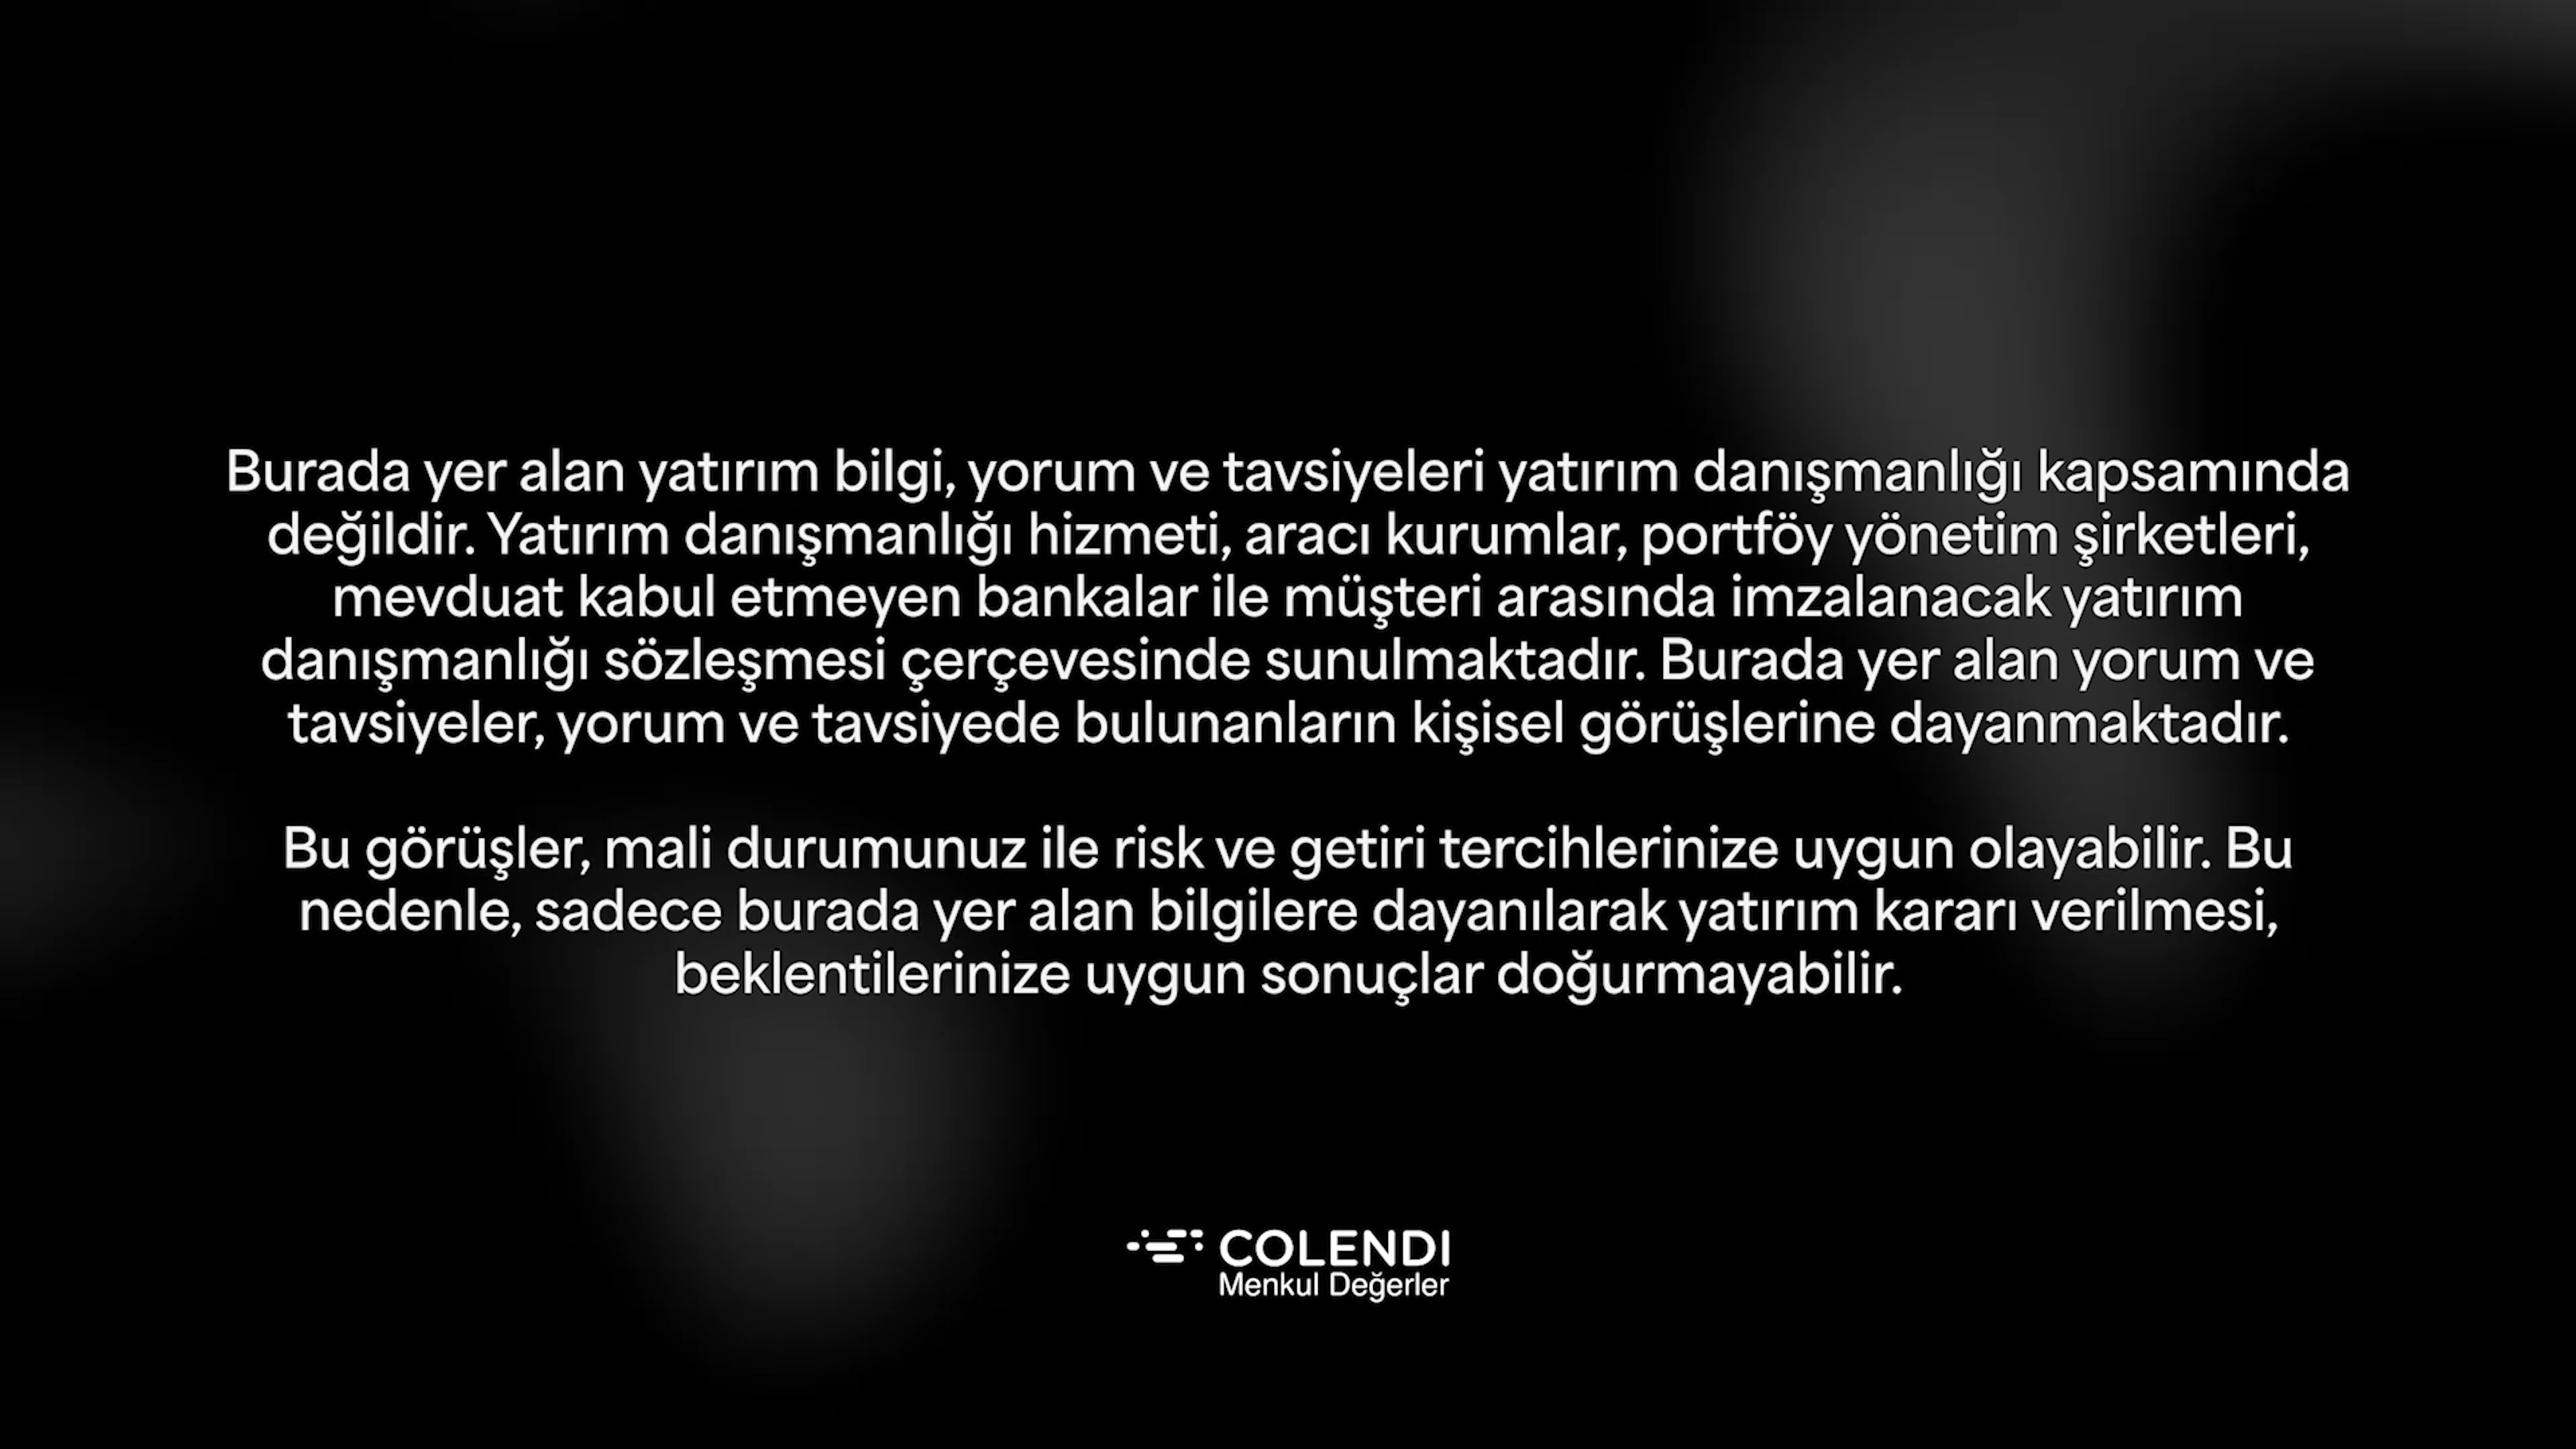 Burada yer alan yatırım bilgi, yorum ve tavsiyeleri yatırım danışmanlığı kapsamında
değildir. Yatırım danışmanlığı hizmeti, aracı kurumlar, portföy yönetim şirketleri,
mevduat kabul etmeyen bankalar ile müşteri arasında imzalanacak yatırım
danışmanlığı sözleşmesi çerçevesinde sunulmaktadır. Burada yer alan yorum ve
tavsiyeler, yorum ve tavsiyede bulunanların kişisel görüşlerine dayanmaktadır.
Bu görüşler, mali durumunuz ile risk ve getiri tercihlerinize uygun olayabilir. Bu
nedenle, sadece burada yer alan bilgilere dayanılarak yatırım kararı verilmesi,
beklentilerinize uygun sonuçlar doğurmayabilir.
COLENDI
Menkul Değerler